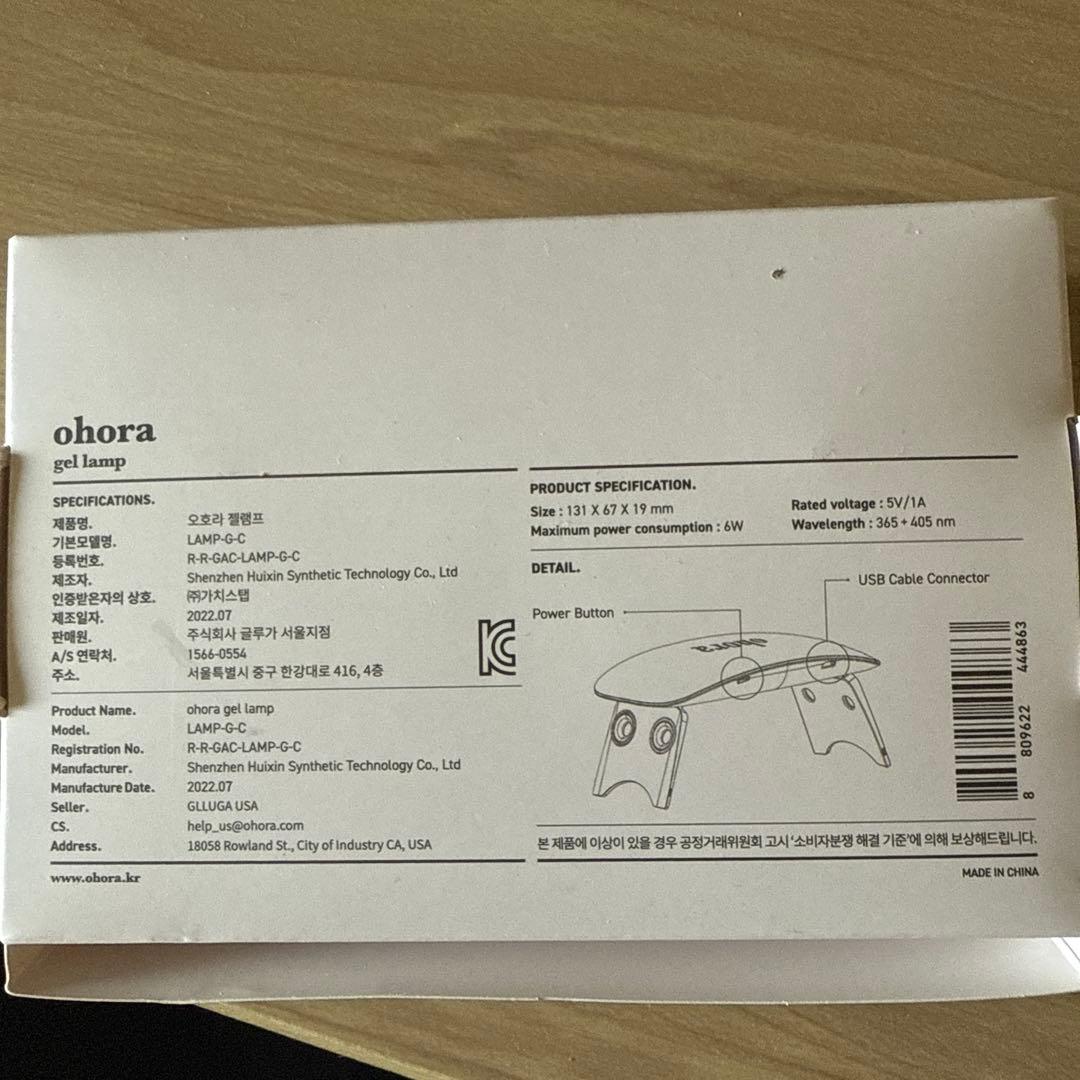 ohora
gel lamp
SPECIFICATIONS.
제품명. 오호라 젤램프
기본모델명. LAMP-G-C
등록번호. R-R-GAC-LAMP-G-C
제조자. Shenzhen Huixin Synthetic Technology Co., Ltd
인증받은자의 상호. ㈜가치스탭
제조일자. 2022.07
판매원. 주식회사 글루가 서울지점
A/S 연락처. 1566-0554
주소. 서울특별시 중구 한강대로 416, 4층
Product Name. ohora gel lamp
Model. LAMP-G-C
Registration No. R-R-GAC-LAMP-G-C
Manufacturer. Shenzhen Huixin Synthetic Technology Co., Ltd
Manufacture Date. 2022.07
Seller. GLLUGA USA
CS. help_us@ohora.com
Address. 18058 Rowland St., City of Industry CA, USA
www.ohora.kr
PRODUCT SPECIFICATION.
Size : 131 X 67 X 19 mm
Maximum power consumption : 6W
Rated voltage : 5V/1A
Wavelength : 365 + 405 nm
DETAIL.
USB Cable Connector
Power Button
ohora
8 809622 444863
본 제품에 이상이 있을 경우 공정거래위원회 고시 '소비자분쟁 해결 기준'에 의해 보상해드립니다.
MADE IN CHINA